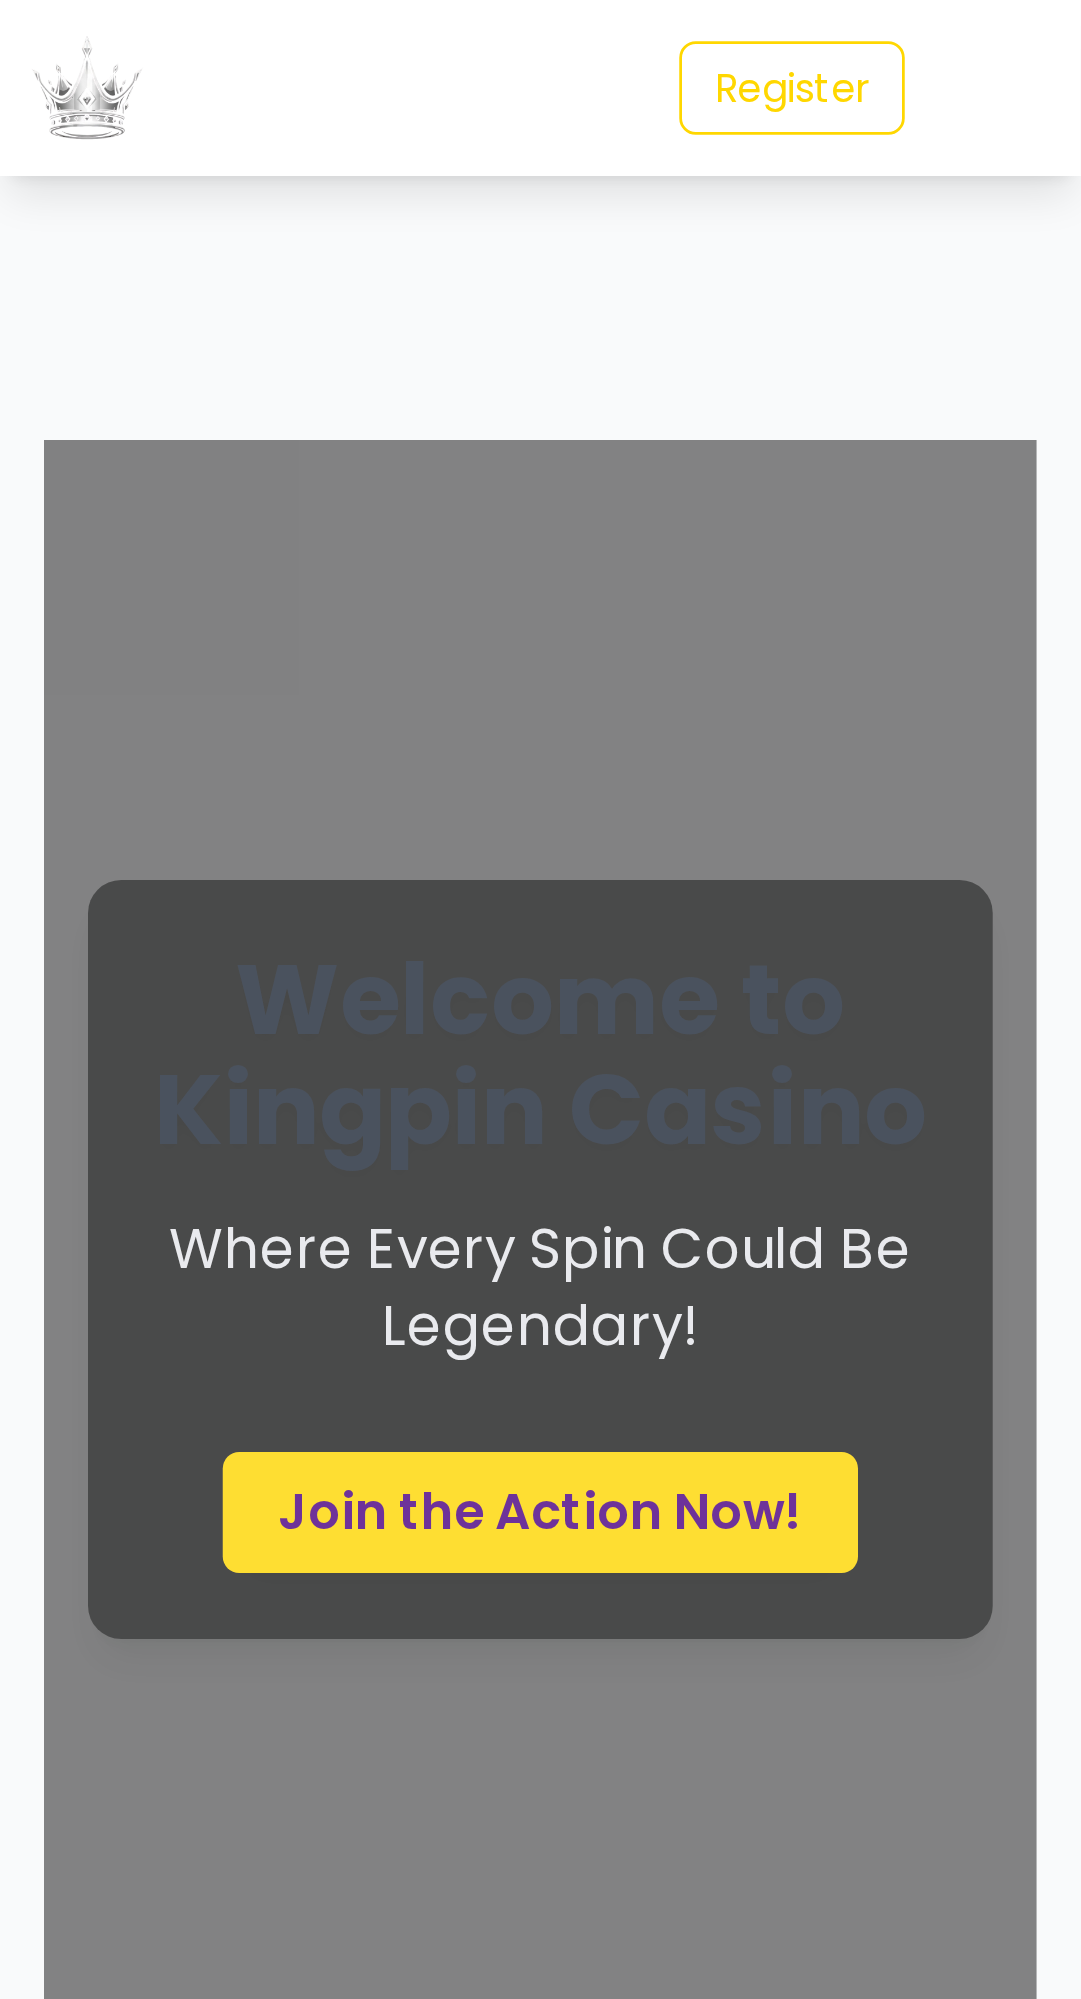 Register
Welcome to
Kingpin Casino
Where Every Spin Could Be
Legendary!
Join the Action Now!